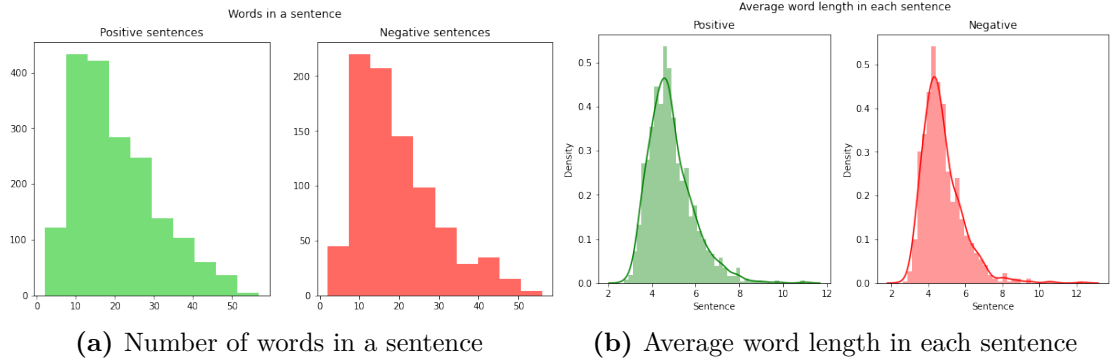 Words in a sentence
Positive sentences
Negative sentences
400
300
200
100
0
0 10 20 30 40 50
200
150
100
50
0
0 10 20 30 40 50
(a) Number of words in a sentence
Average word length in each sentence
Positive
Negative
Density
0.5
0.4
0.3
0.2
0.1
0.0
2 4 6 8 10 12
Sentence
Density
0.5
0.4
0.3
0.2
0.1
0.0
2 4 6 8 10 12
Sentence
(b) Average word length in each sentence